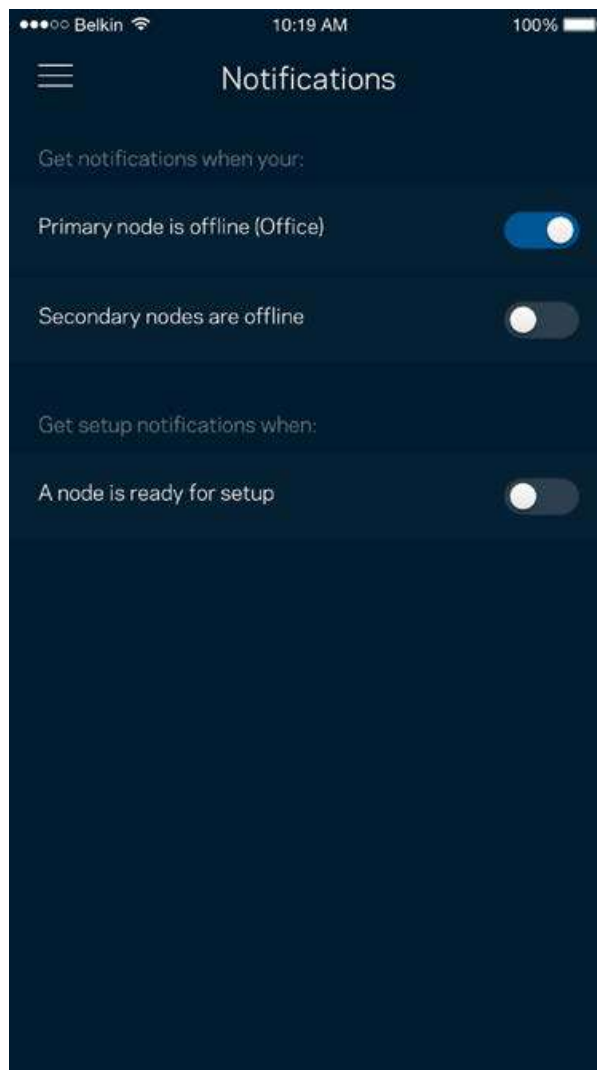 Belkin 10:19 AM 100%
Notifications
Get notifications when your:
Primary node is offline (Office)
Secondary nodes are offline
Get setup notifications when:
A node is ready for setup